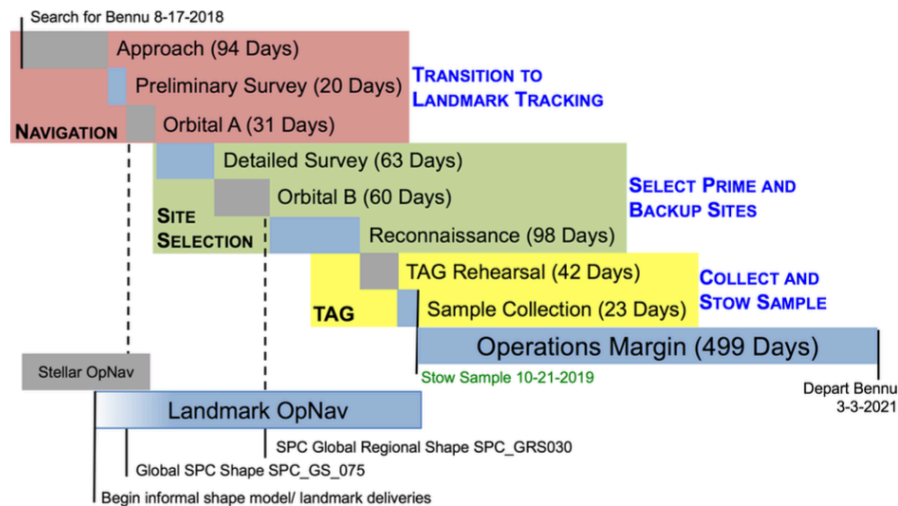 Search for Bennu 8-17-2018
Approach (94 Days)
Preliminary Survey (20 Days)
TRANSITION TO
LANDMARK TRACKING
NAVIGATION
Orbital A (31 Days)
Detailed Survey (63 Days)
Orbital B (60 Days)
SELECT PRIME AND
BACKUP SITES
SITE
SELECTION
Reconnaissance (98 Days)
TAG Rehearsal (42 Days)
COLLECT AND
STOW SAMPLE
TAG
Sample Collection (23 Days)
Operations Margin (499 Days)
Stellar OpNav
Stow Sample 10-21-2019
Depart Bennu
3-3-2021
Landmark OpNav
SPC Global Regional Shape SPC_GRS030
Global SPC Shape SPC_GS_075
Begin informal shape model/ landmark deliveries